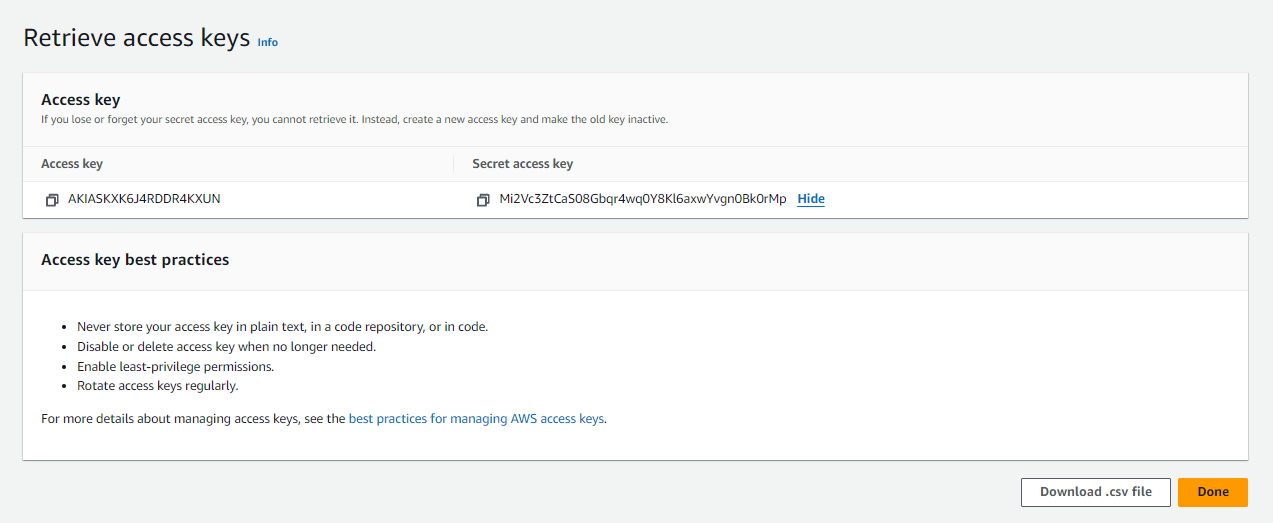 Retrieve access keys Info
Access key
If you lose or forget your secret access key, you cannot retrieve it. Instead, create a new access key and make the old key inactive.
Access key Secret access key
AKIASKXK6J4RDDR4KXUN Mi2Vc3ZtCaS08Gbqr4wq0Y8Kl6axwYvgn0Bk0rMp Hide
Access key best practices
• Never store your access key in plain text, in a code repository, or in code.
• Disable or delete access key when no longer needed.
• Enable least-privilege permissions.
• Rotate access keys regularly.
For more details about managing access keys, see the best practices for managing AWS access keys.
Download .csv file Done